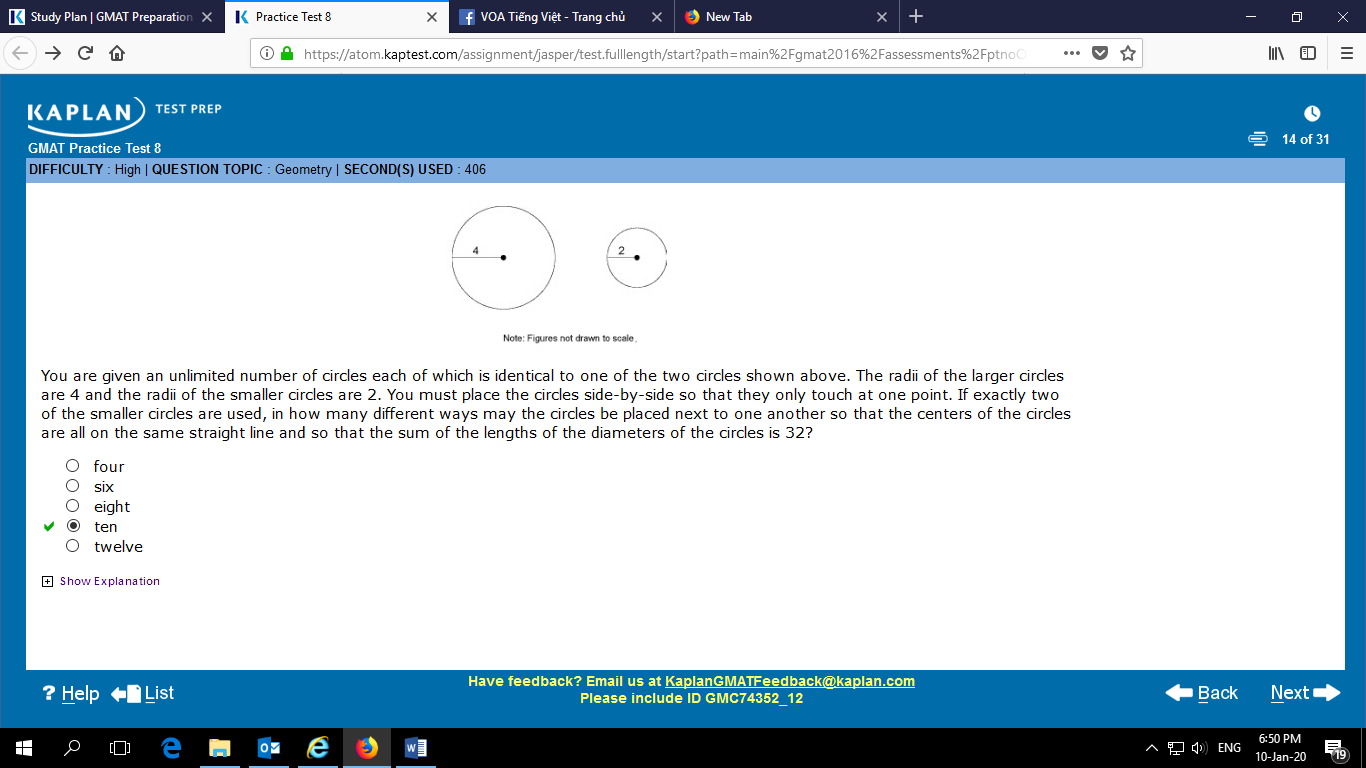 Study Plan | GMAT Preparation
Practice Test 8
VOA Tiếng Việt - Trang chủ
New Tab
https://atom.kaptest.com/assignment/jasper/test.fulllength/start?path=main%2Fgmat2016%2Fassessments%2Fptno
KAPLAN TEST PREP
GMAT Practice Test 8
14 of 31
DIFFICULTY : High | QUESTION TOPIC : Geometry | SECOND(S) USED : 406
4
2
Note: Figures not drawn to scale.
You are given an unlimited number of circles each of which is identical to one of the two circles shown above. The radii of the larger circles
are 4 and the radii of the smaller circles are 2. You must place the circles side-by-side so that they only touch at one point. If exactly two
of the smaller circles are used, in how many different ways may the circles be placed next to one another so that the centers of the circles
are all on the same straight line and so that the sum of the lengths of the diameters of the circles is 32?
four
six
eight
ten
twelve
Show Explanation
? Help
List
Have feedback? Email us at KaplanGMATFeedback@kaplan.com
Please include ID GMC74352_12
Back
Next
ENG
6:50 PM
10-Jan-20
19